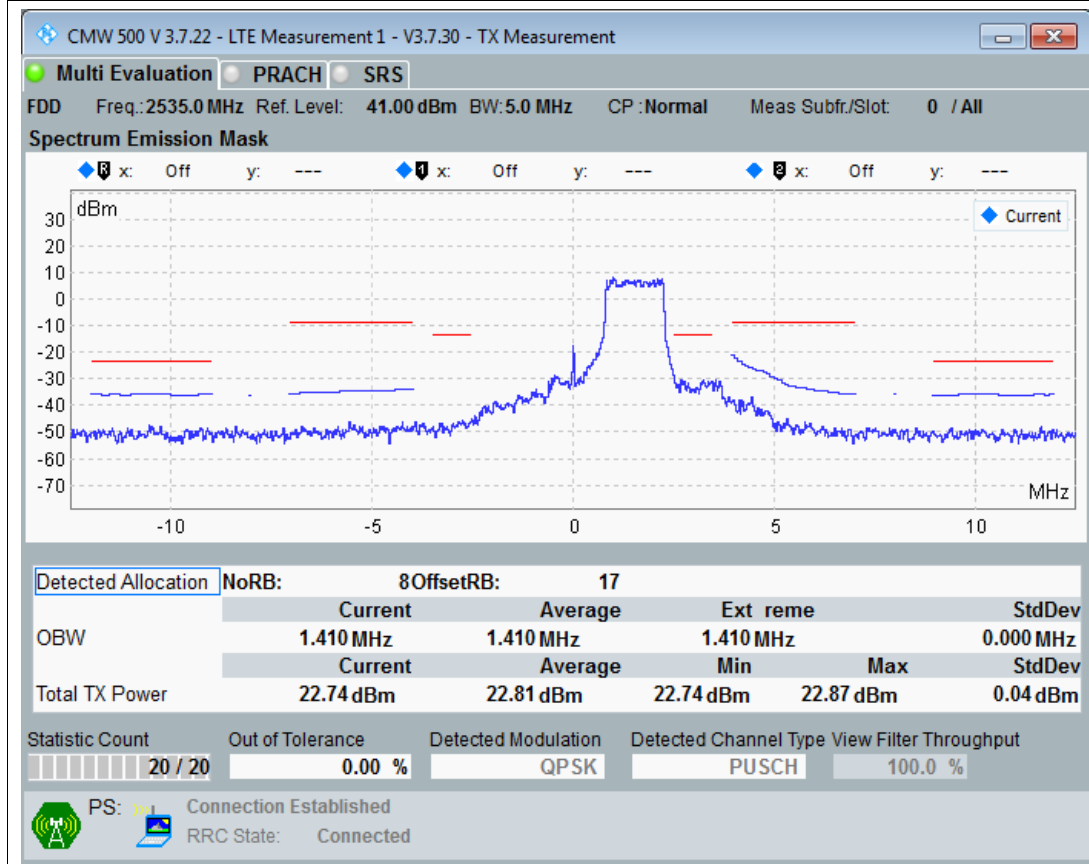 CMW 500 V 3.7.22 - LTE Measurement 1 - V3.7.30 - TX Measurement
Multi Evaluation PRACH SRS
FDD Freq.: 2535.0 MHz Ref. Level: 41.00 dBm BW: 5.0 MHz CP : Normal Meas Subfr./Slot: 0 / All
Spectrum Emission Mask
R x: Off y: --- 1 x: Off y: --- 2 x: Off y: ---
dBm
Current
30
20
10
0
-10
-20
-30
-40
-50
-60
-70
MHz
-10 -5 0 5 10
Detected Allocation NoRB: 8 OffsetRB: 17
Current Average Ext reme StdDev
OBW 1.410 MHz 1.410 MHz 1.410 MHz 0.000 MHz
Current Average Min Max StdDev
Total TX Power 22.74 dBm 22.81 dBm 22.74 dBm 22.87 dBm 0.04 dBm
Statistic Count Out of Tolerance Detected Modulation Detected Channel Type View Filter Throughput
20 / 20 0.00 % QPSK PUSCH 100.0 %
PS: Connection Established
RRC State: Connected